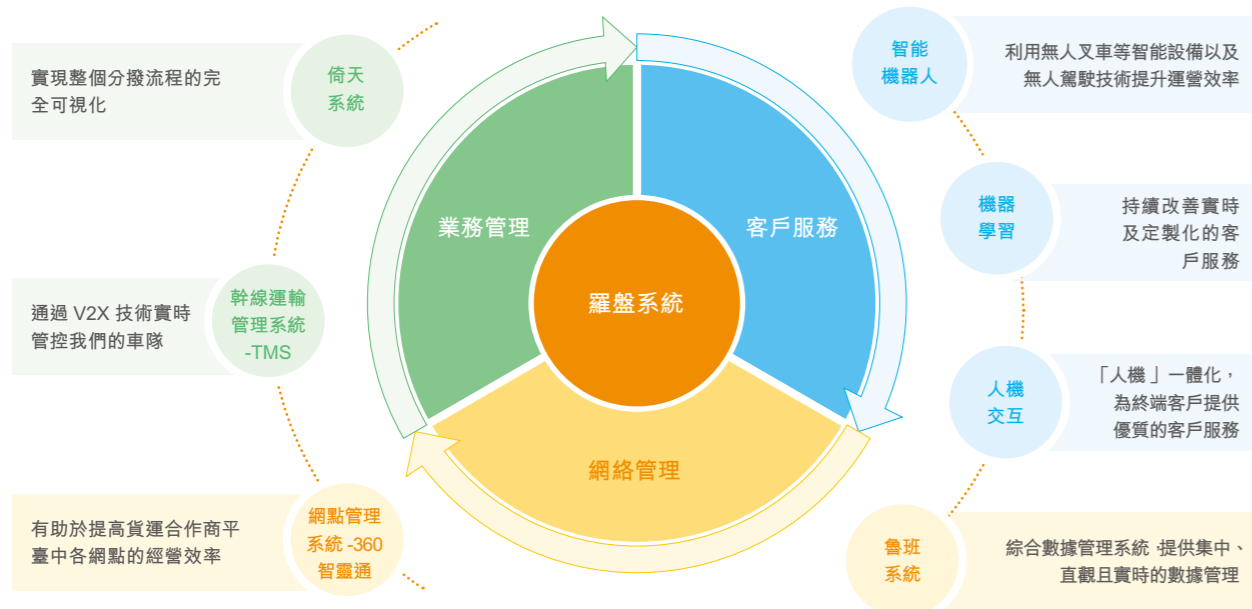 實現整個分撥流程的完
全可視化
倚天
系統
通過 V2X 技術實時
管控我們的車隊
幹線運輸
管理系統
-TMS
有助於提高貨運合作商平
臺中各網點的經營效率
網點管理
系統 -360
智靈通
業務管理
客戶服務
羅盤系統
網絡管理
智能
機器人
利用無人叉車等智能設備以及
無人駕駛技術提升運營效率
機器
學習
持續改善實時
及定製化的客
戶服務
人機
交互
「人機」一體化，
為終端客戶提供
優質的客戶服務
魯班
系統
綜合數據管理系統，提供集中、
直觀且實時的數據管理